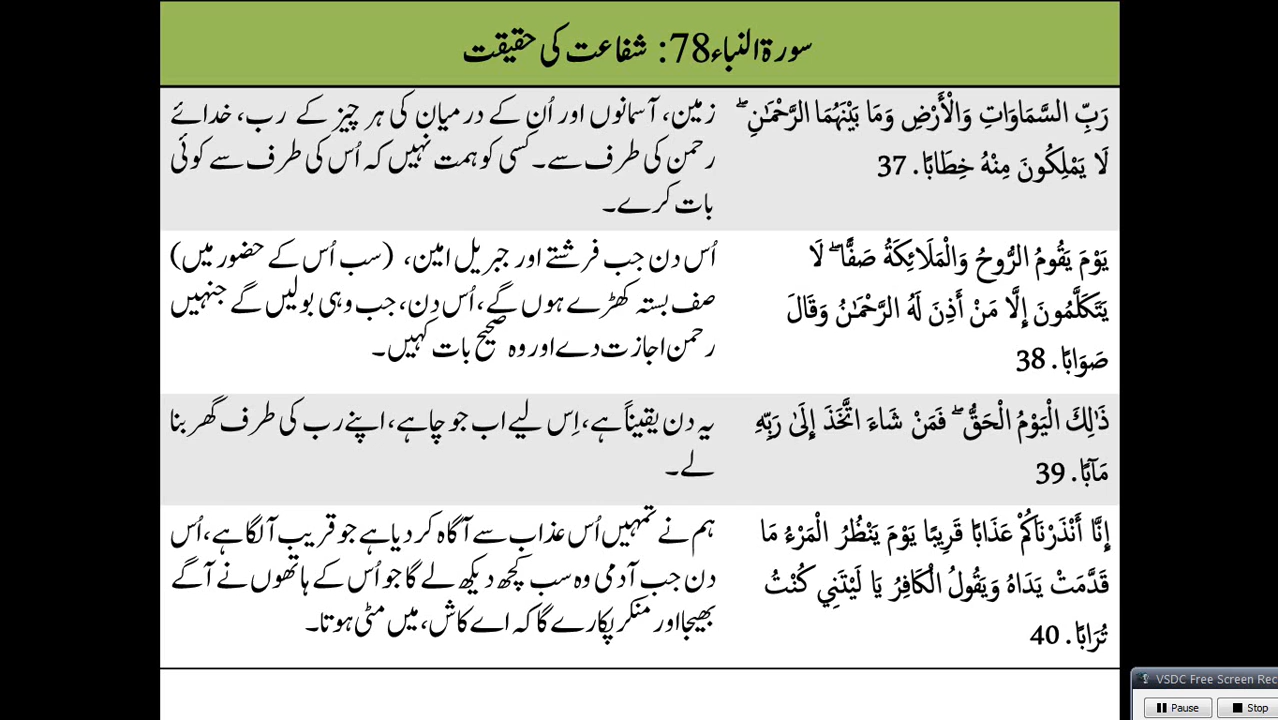 سورۃ النباء78: شفاعت کی حقیقت
رَبِّ السَّمَاوَاتِ وَالْأَرْضِ وَمَا بَيْنَهُمَا الرَّحْمَٰنِ ۖ
لَا يَمْلِكُونَ مِنْهُ خِطَابًا. 37
زمین، آسمانوں اور اُن کے درمیان کی ہر چیز کے رب، خدائے
رحمن کی طرف سے۔ کسی کو ہمت نہیں کہ اُس کی طرف سے کوئی
بات کرے۔
يَوْمَ يَقُومُ الرُّوحُ وَالْمَلَائِكَةُ صَفًّا ۖ لَا
يَتَكَلَّمُونَ إِلَّا مَنْ أَذِنَ لَهُ الرَّحْمَٰنُ وَقَالَ
صَوَابًا. 38
اُس دن جب فرشتے اور جبریل امین، (سب اُس کے حضور میں)
صف بستہ کھڑے ہوں گے، اُس دن، جب وہی بولیں گے جنہیں
رحمن اجازت دے اور وہ صحیح بات کہیں۔
ذَٰلِكَ الْيَوْمُ الْحَقُّ ۖ فَمَنْ شَاءَ اتَّخَذَ إِلَىٰ رَبِّهِ
مَآبًا. 39
یہ دن یقیناً ہے، اِس لیے اب جو چاہے، اپنے رب کی طرف گھر بنا
لے۔
إِنَّا أَنْذَرْنَاكُمْ عَذَابًا قَرِيبًا يَوْمَ يَنْظُرُ الْمَرْءُ مَا
قَدَّمَتْ يَدَاهُ وَيَقُولُ الْكَافِرُ يَا لَيْتَنِي كُنْتُ
تُرَابًا. 40
ہم نے تمہیں اُس عذاب سے آگاہ کر دیا ہے جو قریب آ لگا ہے، اُس
دن جب آدمی وہ سب کچھ دیکھ لے گا جو اُس کے ہاتھوں نے آگے
بھیجا اور منکر پکارے گا کہ اے کاش، میں مٹی ہوتا۔
VSDC Free Screen Rec
Pause Stop